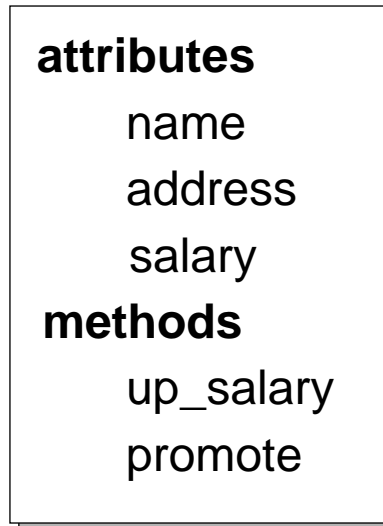 attributes
name
address
salary
methods
up_salary
promote